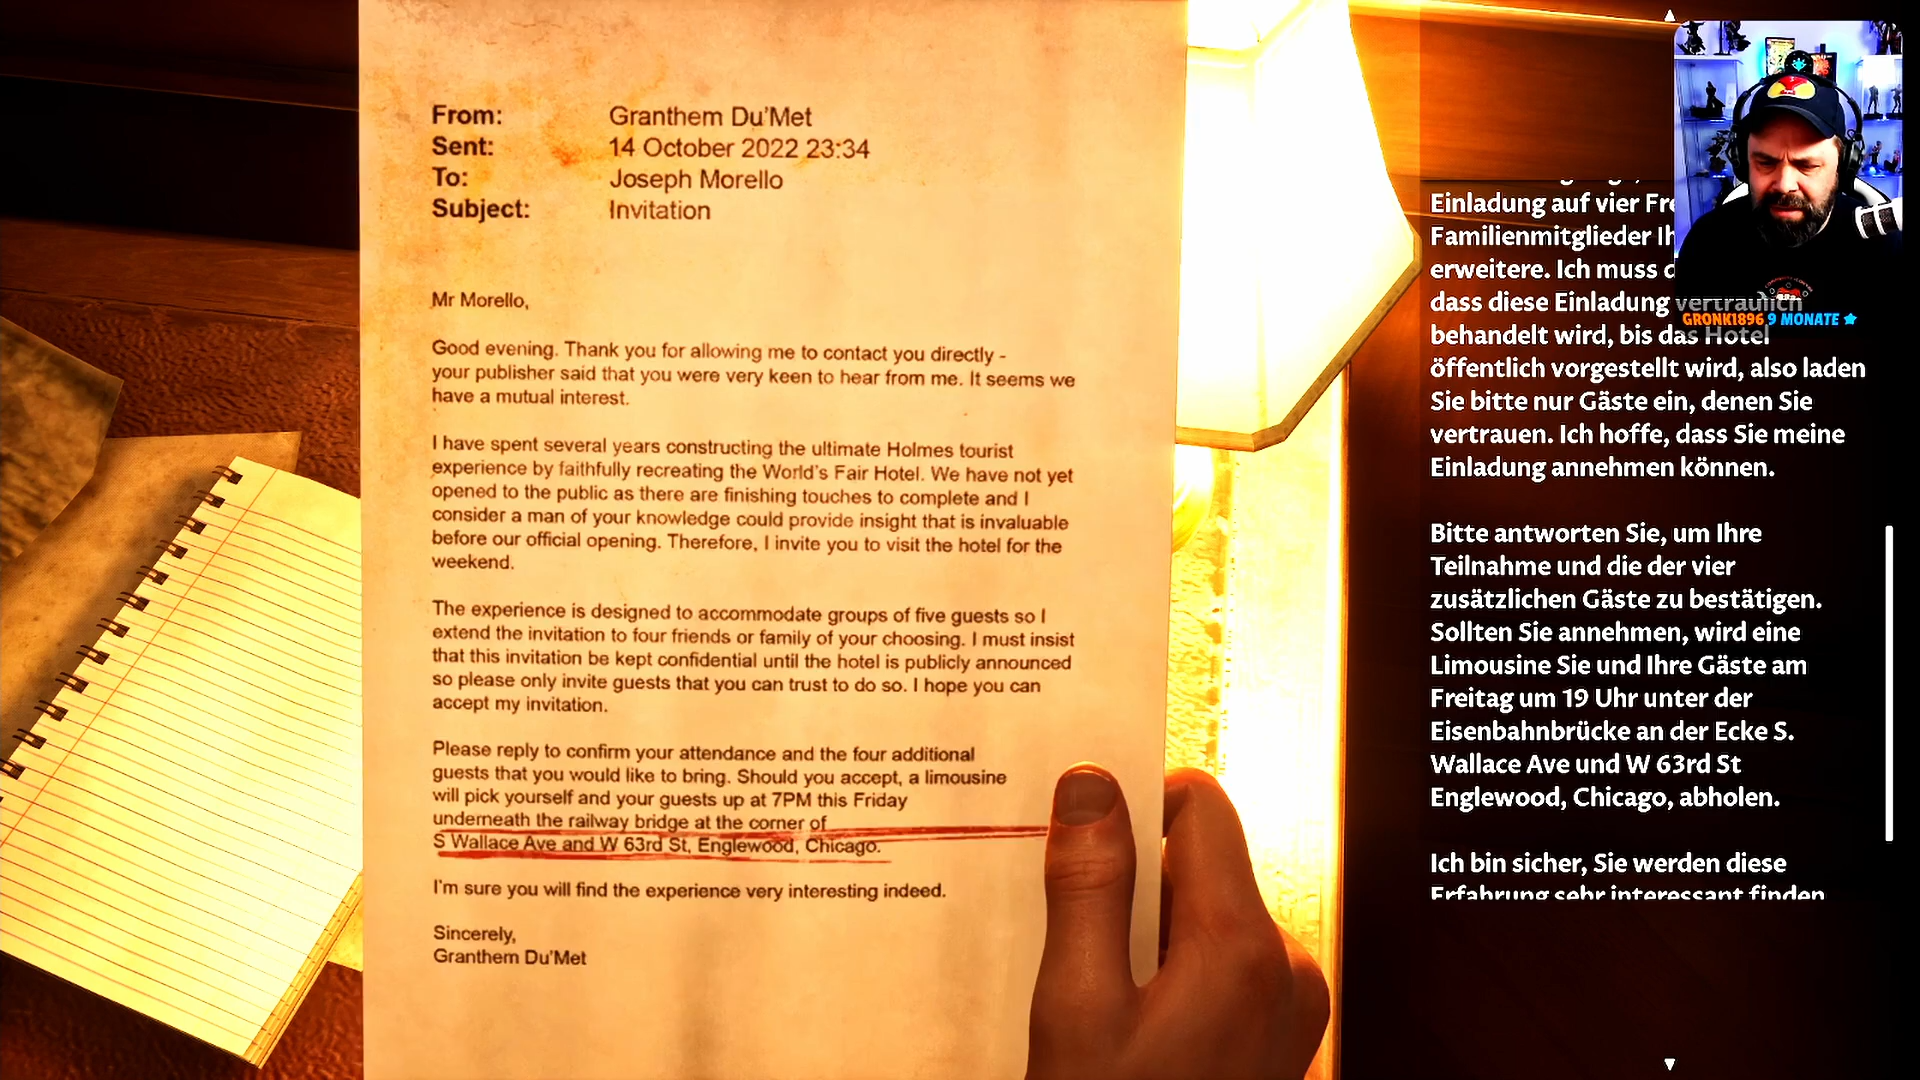 From: Granthem Du'Met
Sent: 14 October 2022 23:34
To: Joseph Morello
Subject: Invitation
Mr Morello,
Good evening. Thank you for allowing me to contact you directly -
your publisher said that you were very keen to hear from me. It seems we
have a mutual interest.
I have spent several years constructing the ultimate Holmes tourist
experience by faithfully recreating the World's Fair Hotel. We have not yet
opened to the public as there are finishing touches to complete and I
consider a man of your knowledge could provide insight that is invaluable
before our official opening. Therefore, I invite you to visit the hotel for the
weekend.
The experience is designed to accommodate groups of five guests so I
extend the invitation to four friends or family of your choosing. I must insist
that this invitation be kept confidential until the hotel is publicly announced
so please only invite guests that you can trust to do so. I hope you can
accept my invitation.
Please reply to confirm your attendance and the four additional
guests that you would like to bring. Should you accept, a limousine
will pick yourself and your guests up at 7PM this Friday
underneath the railway bridge at the corner of
S Wallace Ave and W 63rd St, Englewood, Chicago.
I'm sure you will find the experience very interesting indeed.
Sincerely,
Granthem Du'Met
Einladung auf vier
Familienmitglieder
erweitere. Ich muss
dass diese Einladung vertraulich
GRONK1896 9 MONATE
behandelt wird, bis das Hotel
öffentlich vorgestellt wird, also laden
Sie bitte nur Gäste ein, denen Sie
vertrauen. Ich hoffe, dass Sie meine
Einladung annehmen können.
Bitte antworten Sie, um Ihre
Teilnahme und die der vier
zusätzlichen Gäste zu bestätigen.
Sollten Sie annehmen, wird eine
Limousine Sie und Ihre Gäste am
Freitag um 19 Uhr unter der
Eisenbahnbrücke an der Ecke S.
Wallace Ave und W 63rd St
Englewood, Chicago, abholen.
Ich bin sicher, Sie werden diese
Erfahrung sehr interessant finden